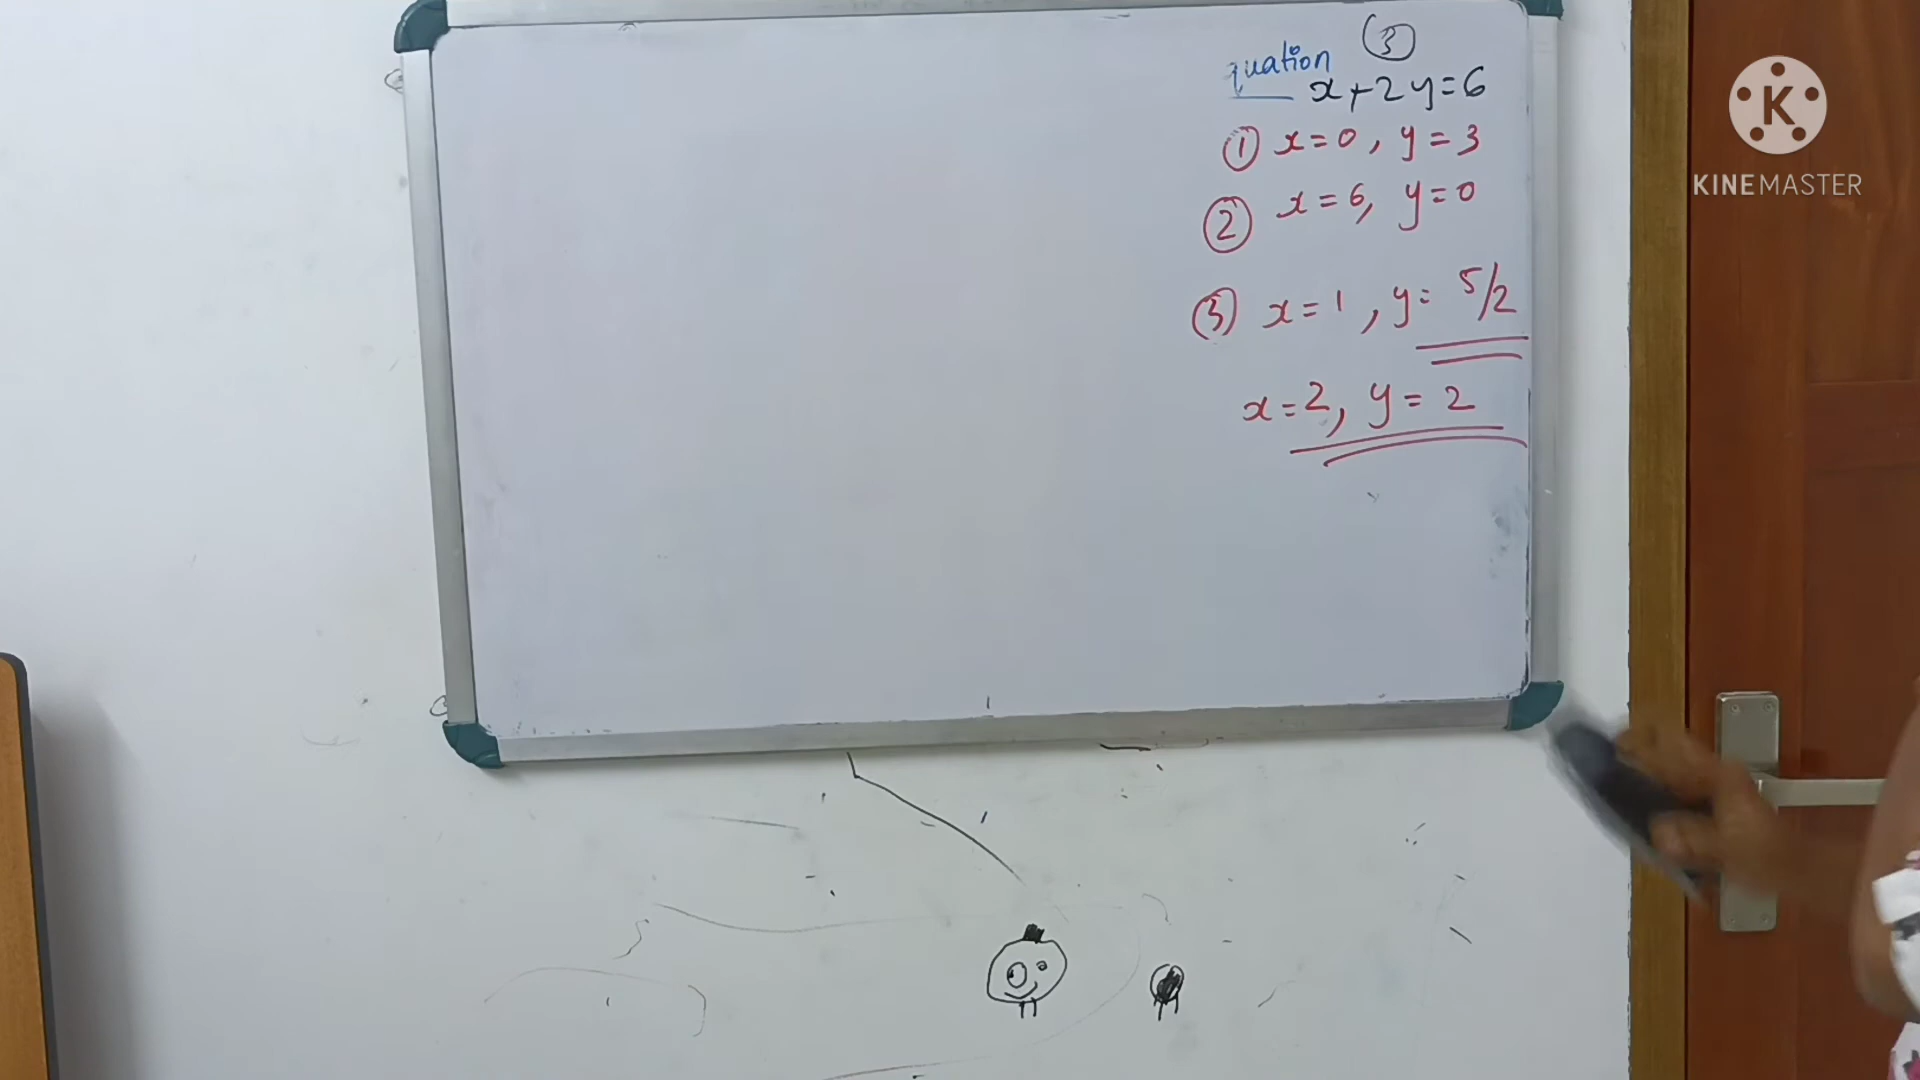 ③
quation
x+2y=6
① x=0, y=3
② x=6, y=0
③ x=1, y=5/2
x=2, y=2
K
KINEMASTER